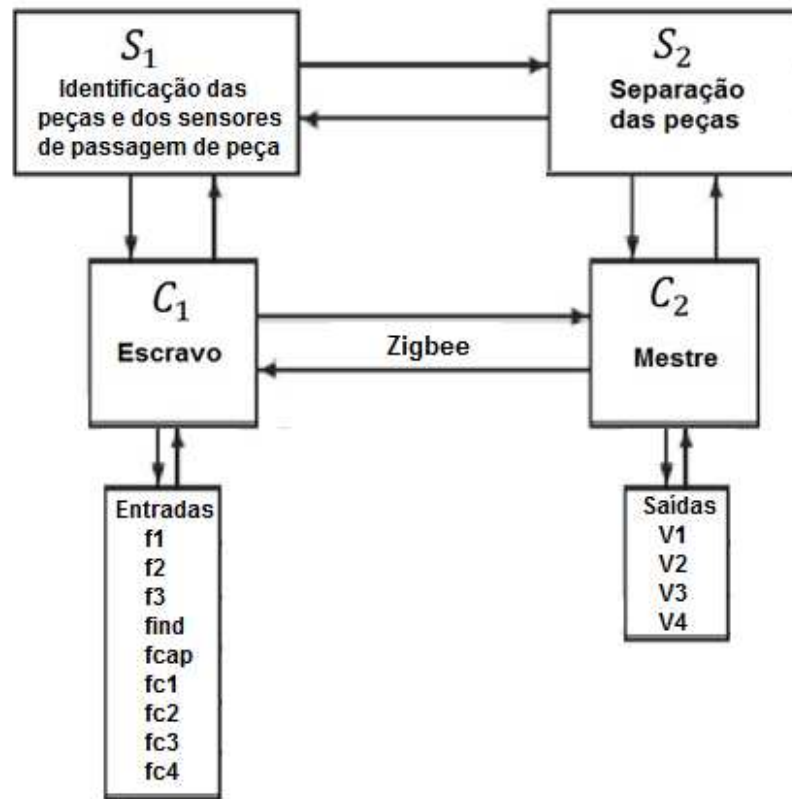 S₁
Identificação das
peças e dos sensores
de passagem de peça
S₂
Separação
das peças
C₁
Escravo
Zigbee
C₂
Mestre
Entradas
f1
f2
f3
find
fcap
fc1
fc2
fc3
fc4
Saídas
V1
V2
V3
V4